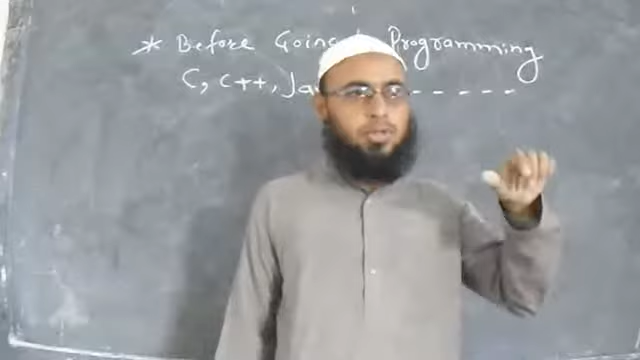 * Before Going Programming
C, C++, Ja - - - - - -